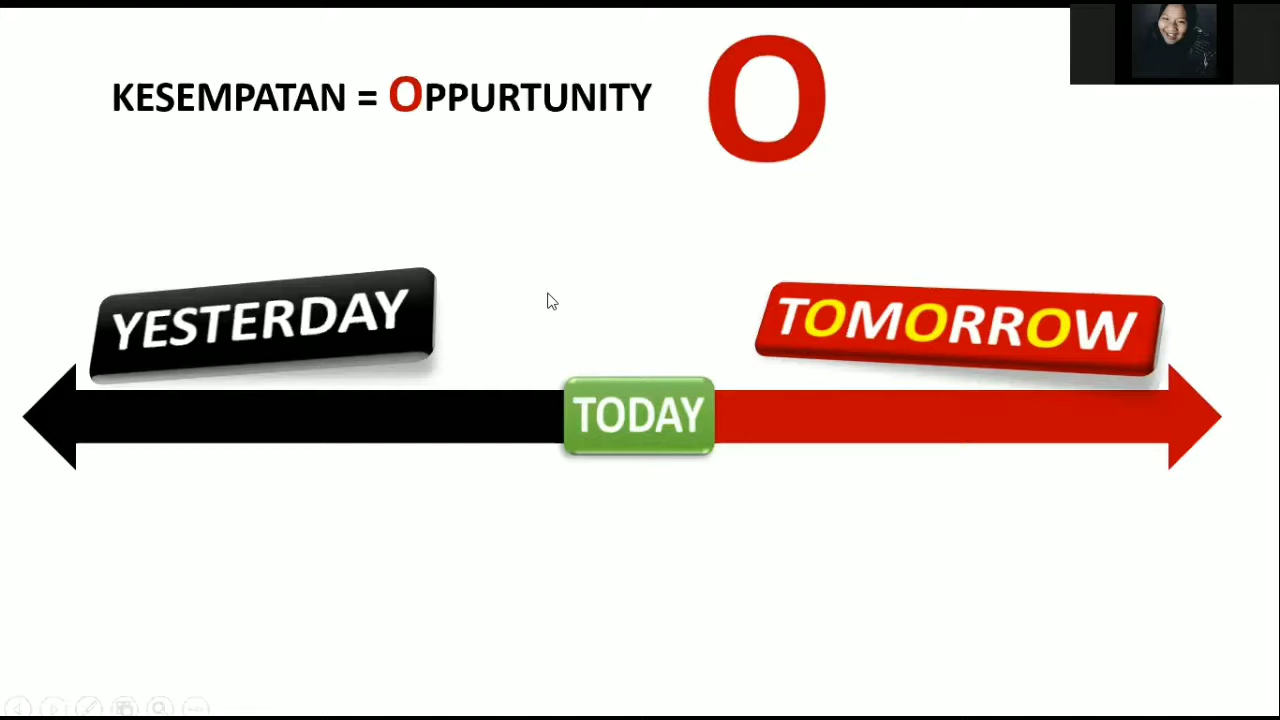 KESEMPATAN = OPPURTUNITY
O
YESTERDAY
TOMORROW
TODAY